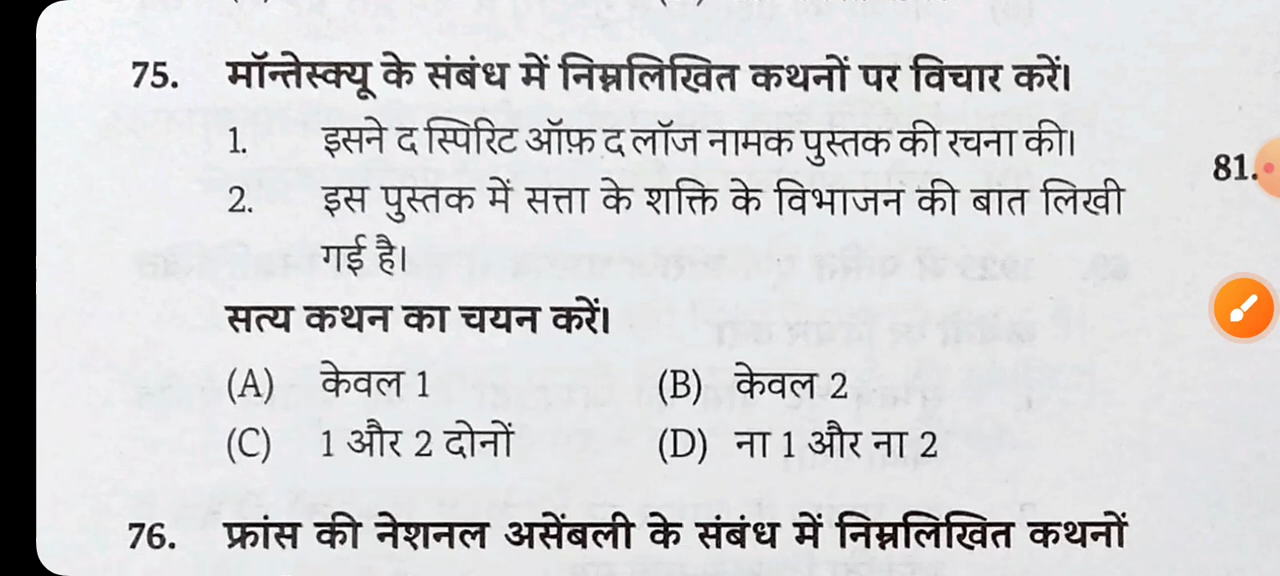 75. मॉन्तेस्क्यू के संबंध में निम्नलिखित कथनों पर विचार करें।
1. इसने द स्पिरिट ऑफ़ द लॉज नामक पुस्तक की रचना की।
2. इस पुस्तक में सत्ता के शक्ति के विभाजन की बात लिखी
गई है।
सत्य कथन का चयन करें।
(A) केवल 1 (B) केवल 2
(C) 1 और 2 दोनों (D) ना 1 और ना 2
76. फ्रांस की नेशनल असेंबली के संबंध में निम्नलिखित कथनों
81.